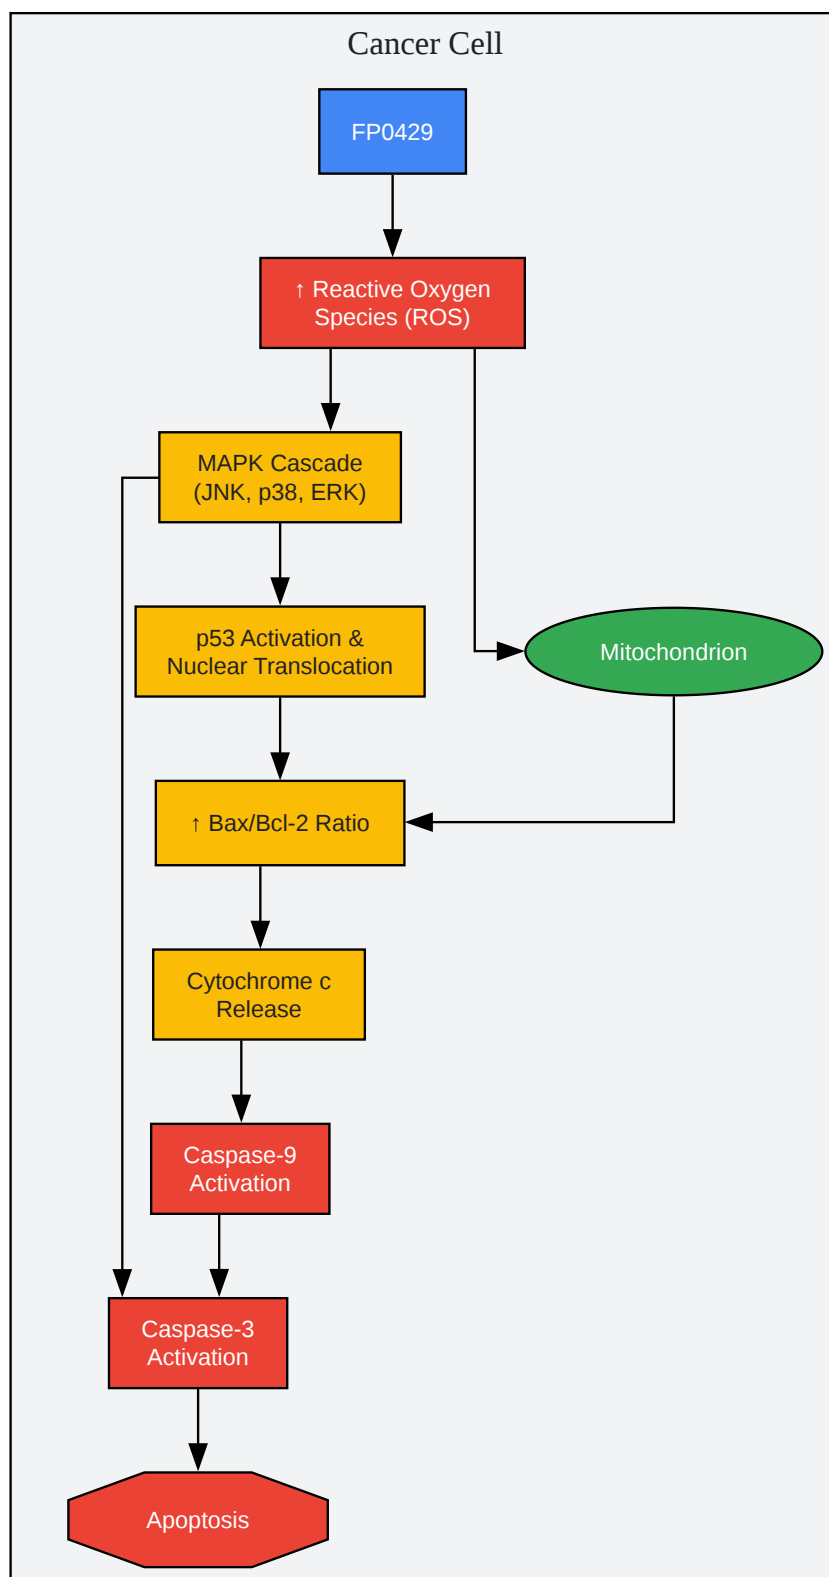 Cancer Cell
FP0429
↑ Reactive Oxygen
Species (ROS)
MAPK Cascade
(JNK, p38, ERK)
p53 Activation &
Nuclear Translocation
Mitochondrion
↑ Bax/Bcl-2 Ratio
Cytochrome c
Release
Caspase-9
Activation
Caspase-3
Activation
Apoptosis